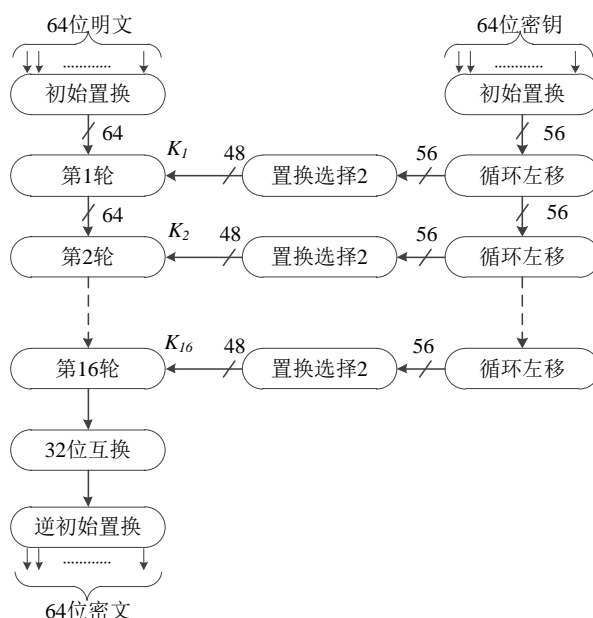 64位明文
64位密钥
............
............
初始置换
初始置换
64
56
K1
48
56
第1轮
置换选择2
循环左移
64
56
K2
48
56
第2轮
置换选择2
循环左移
K16
48
56
第16轮
置换选择2
循环左移
32位互换
逆初始置换
............
64位密文